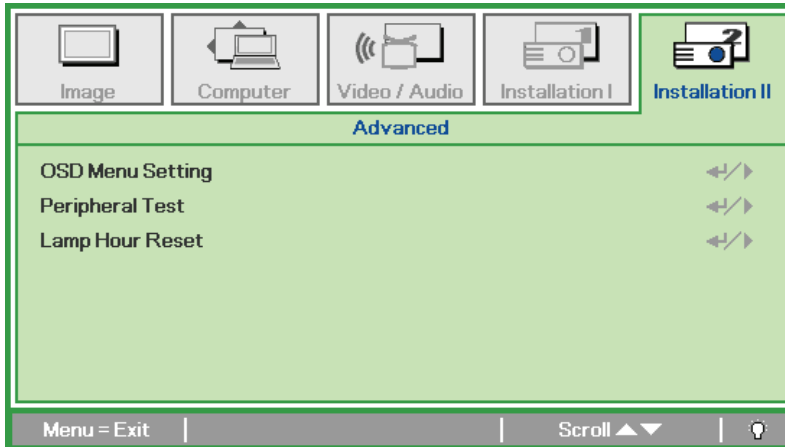 Image Computer Video / Audio Installation I Installation II
Advanced
OSD Menu Setting
Peripheral Test
Lamp Hour Reset
Menu = Exit Scroll